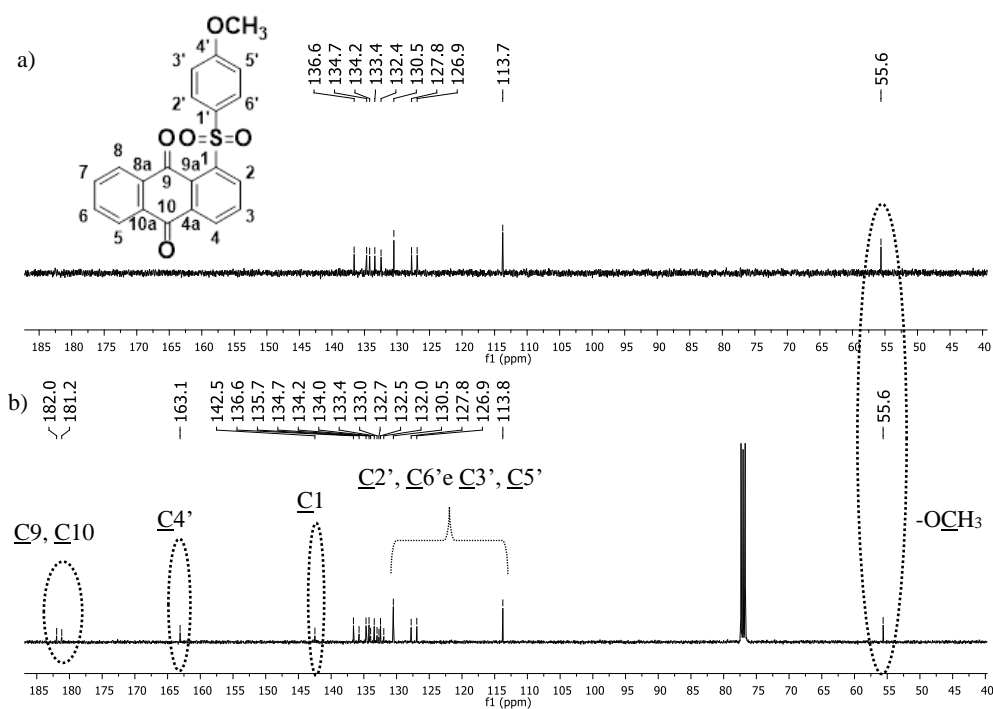 a)
OCH3
4'
3' 5'
2' 6'
1'
O=S=O
O 1
8 8a 9a 2
7 9
10
6 3
10a 4a
5 4
O
136.6 134.7 134.2 133.4 132.4 130.5 127.8 126.9 113.7 55.6
185 180 175 170 165 160 155 150 145 140 135 130 125 120 115 110 105 100 95 90 85 80 75 70 65 60 55 50 45 40
f1 (ppm)
b)
182.0 181.2 163.1 142.5 136.6 135.7 134.7 134.2 134.0 133.4 133.0 132.7 132.5 132.0 130.5 127.8 126.9 113.8 55.6
C2', C6'e C3', C5'
C1
C4'
C9, C10
-OCH3
185 180 175 170 165 160 155 150 145 140 135 130 125 120 115 110 105 100 95 90 85 80 75 70 65 60 55 50 45 40
f1 (ppm)